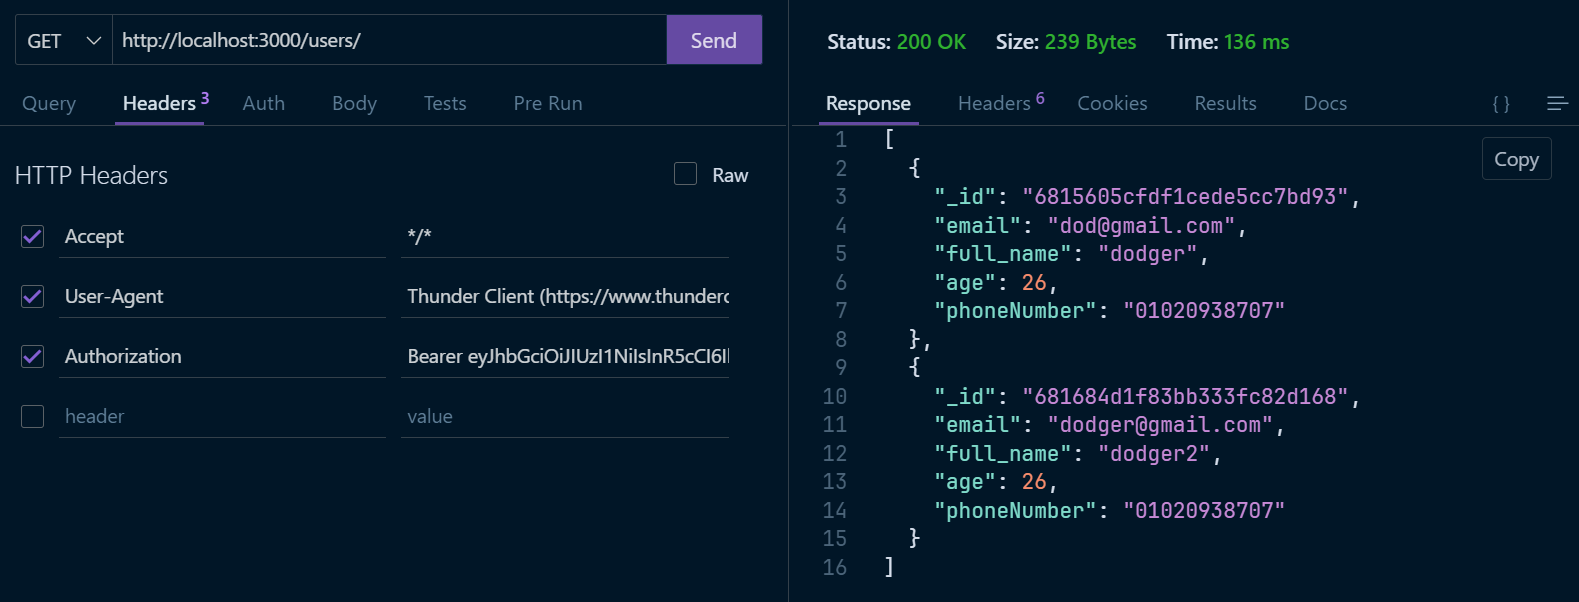 GET http://localhost:3000/users/ Send
Query Headers 3 Auth Body Tests Pre Run
HTTP Headers Raw
Accept */*
User-Agent Thunder Client (https://www.thunderc
Authorization Bearer eyJhbGciOiJIUzI1NiIsInR5cCI6Il
header value
Status: 200 OK Size: 239 Bytes Time: 136 ms
Response Headers 6 Cookies Results Docs { }
Copy
1 [
2 {
3 "_id": "6815605cfdf1cede5cc7bd93",
4 "email": "dod@gmail.com",
5 "full_name": "dodger",
6 "age": 26,
7 "phoneNumber": "01020938707"
8 },
9 {
10 "_id": "681684d1f83bb333fc82d168",
11 "email": "dodger@gmail.com",
12 "full_name": "dodger2",
13 "age": 26,
14 "phoneNumber": "01020938707"
15 }
16 ]